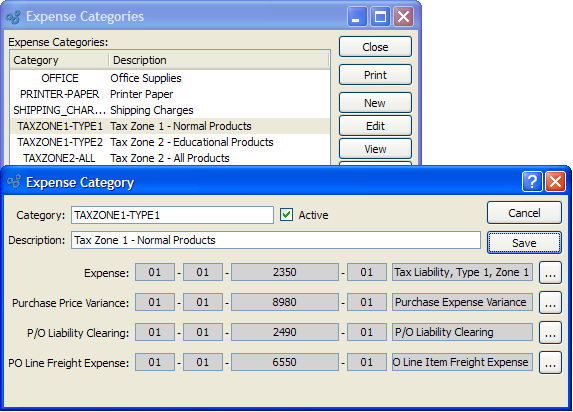 Expense Categories
Expense Categories:
Close
Category Description
OFFICE Office Supplies
Print
PRINTER-PAPER Printer Paper
SHIPPING_CHAR... Shipping Charges
New
TAXZONE1-TYPE1 Tax Zone 1 - Normal Products
Edit
TAXZONE1-TYPE2 Tax Zone 2 - Educational Products
View
TAXZONE2-ALL Tax Zone 2 - All Products
Expense Category
Category: TAXZONE1-TYPE1 Active
Cancel
Description: Tax Zone 1 - Normal Products
Save
Expense: 01 - 01 - 2350 - 01 Tax Liability, Type 1, Zone 1 ...
Purchase Price Variance: 01 - 01 - 8980 - 01 Purchase Expense Variance ...
P/O Liability Clearing: 01 - 01 - 2490 - 01 P/O Liability Clearing ...
PO Line Freight Expense: 01 - 01 - 6550 - 01 O Line Item Freight Expense ...